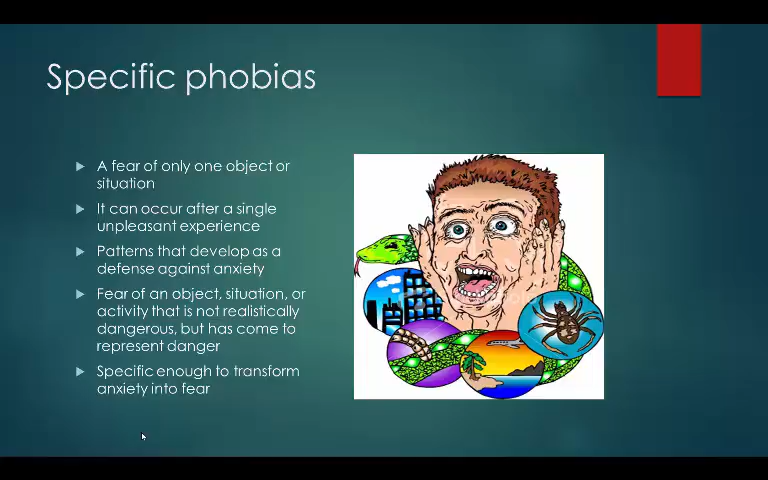 Specific phobias
A fear of only one object or
situation
It can occur after a single
unpleasant experience
Patterns that develop as a
defense against anxiety
Fear of an object, situation, or
activity that is not realistically
dangerous, but has come to
represent danger
Specific enough to transform
anxiety into fear